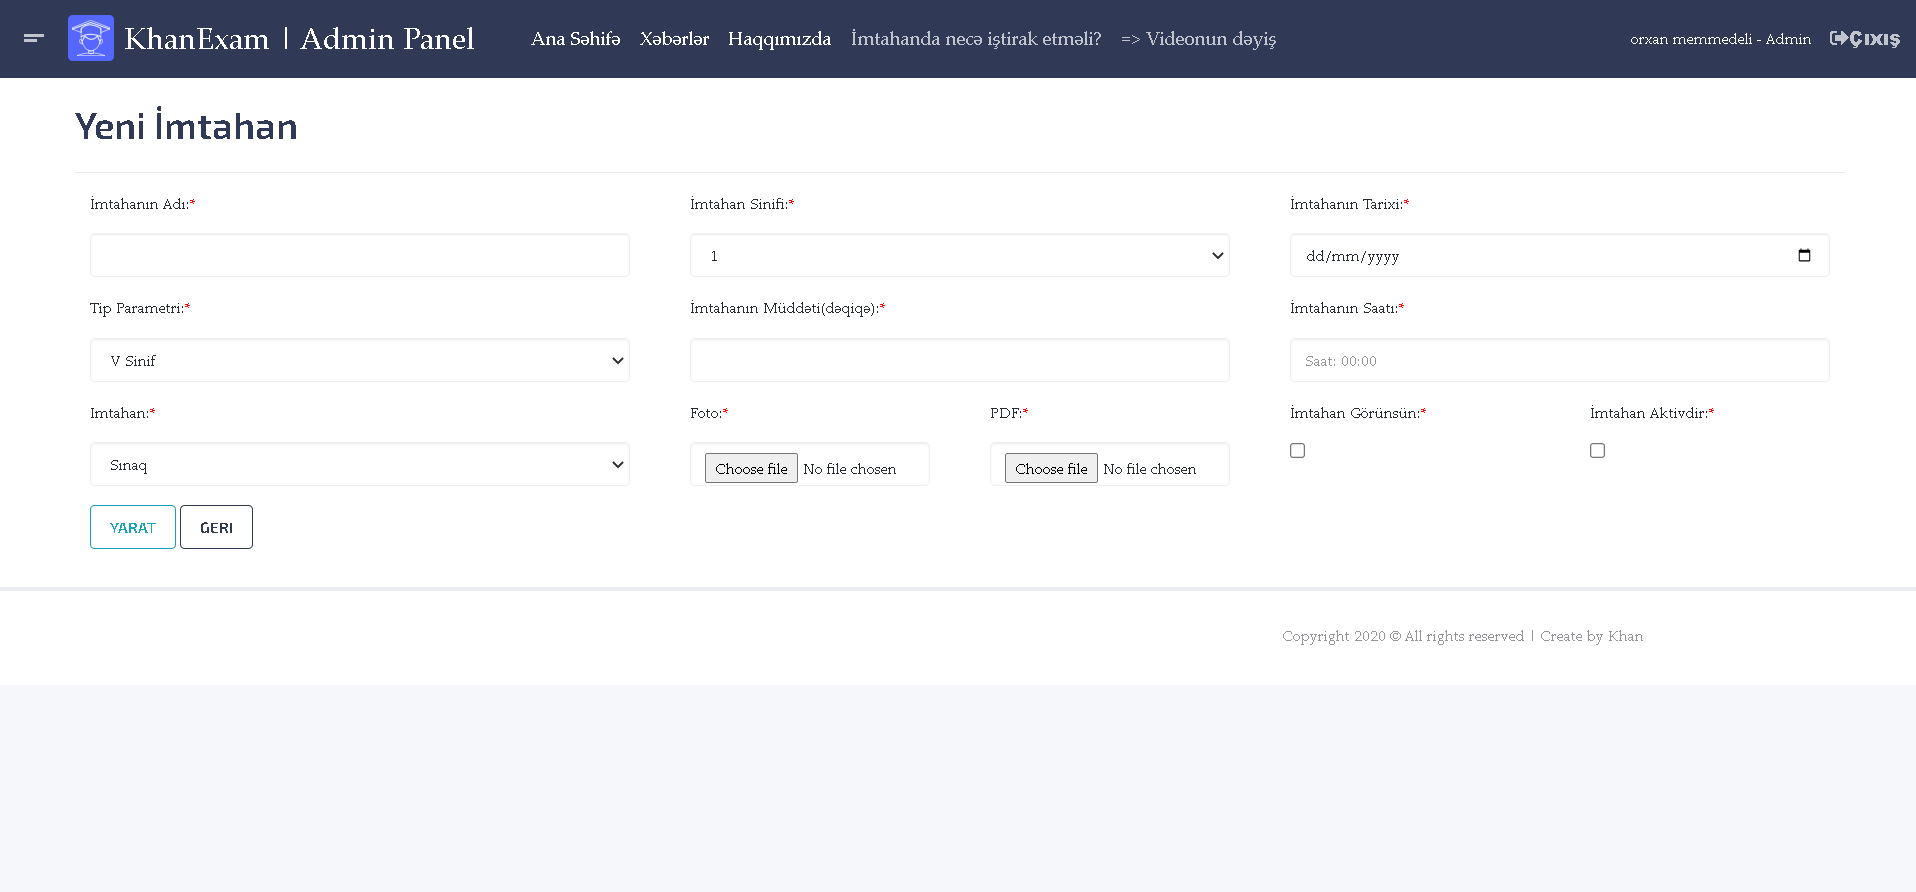 KhanExam | Admin Panel
Ana Səhifə Xəbərlər Haqqımızda İmtahanda necə iştirak etməli? => Videonun dəyiş
orxan memmedeli - Admin Çıxış
Yeni İmtahan
İmtahanın Adı:* İmtahan Sinifi:* İmtahanın Tarixi:*
1 dd/mm/yyyy
Tip Parametri:* İmtahanın Müddəti(dəqiqə):* İmtahanın Saatı:*
V Sinif Saat: 00:00
Imtahan:* Foto:* PDF:* İmtahan Görünsün:* İmtahan Aktivdir:*
Sınaq Choose file No file chosen Choose file No file chosen
YARAT GERI
Copyright 2020 © All rights reserved | Create by Khan